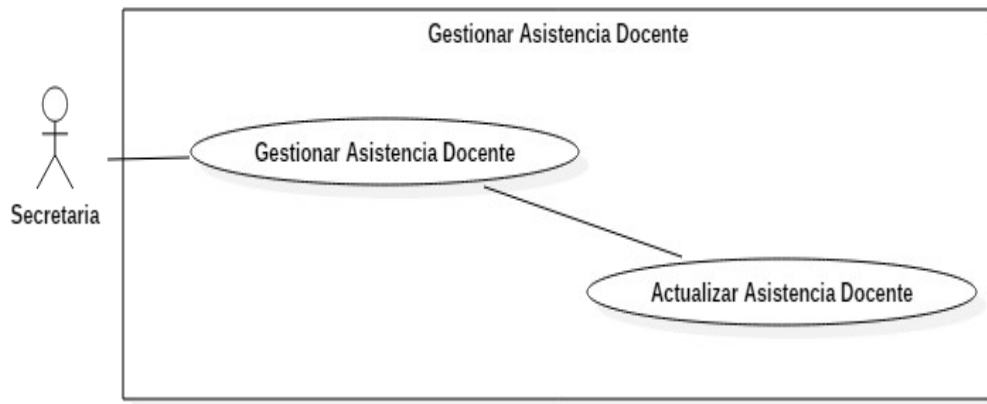 Gestionar Asistencia Docente
Gestionar Asistencia Docente
Secretaria
Actualizar Asistencia Docente